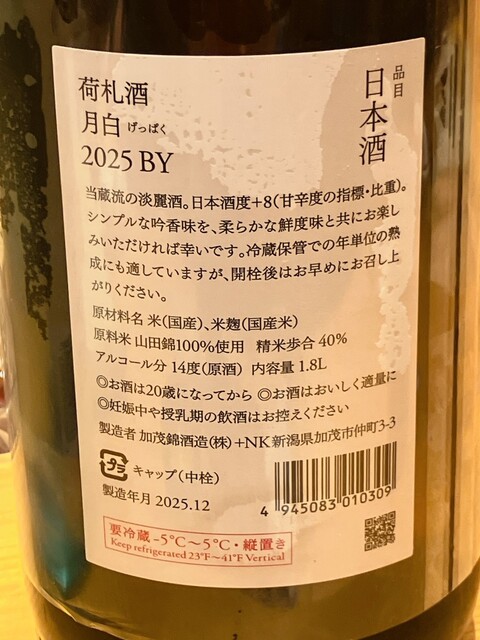 品目
日本酒
荷札酒
月白 げっぱく
2025 BY
当蔵流の淡麗酒。日本酒度+8(甘辛度の指標・比重)。
シンプルな吟香味を、柔らかな鮮度味と共にお楽し
みいただければ幸いです。冷蔵保管での年単位の熟
成にも適していますが、開栓後はお早めにお召し上
がりください。
原材料名 米(国産)、米麹(国産米)
原料米 山田錦100%使用 精米歩合 40%
アルコール分 14度(原酒) 内容量 1.8L
◎お酒は20歳になってから ◎お酒はおいしく適量に
◎妊娠中や授乳期の飲酒はお控えください
製造者 加茂錦酒造(株)+NK 新潟県加茂市仲町3-3
プラ キャップ(中栓)
製造年月 2025.12
4 945083 010309
要冷蔵 -5°C〜5°C・縦置き
Keep refrigerated 23°F〜41°F Vertical